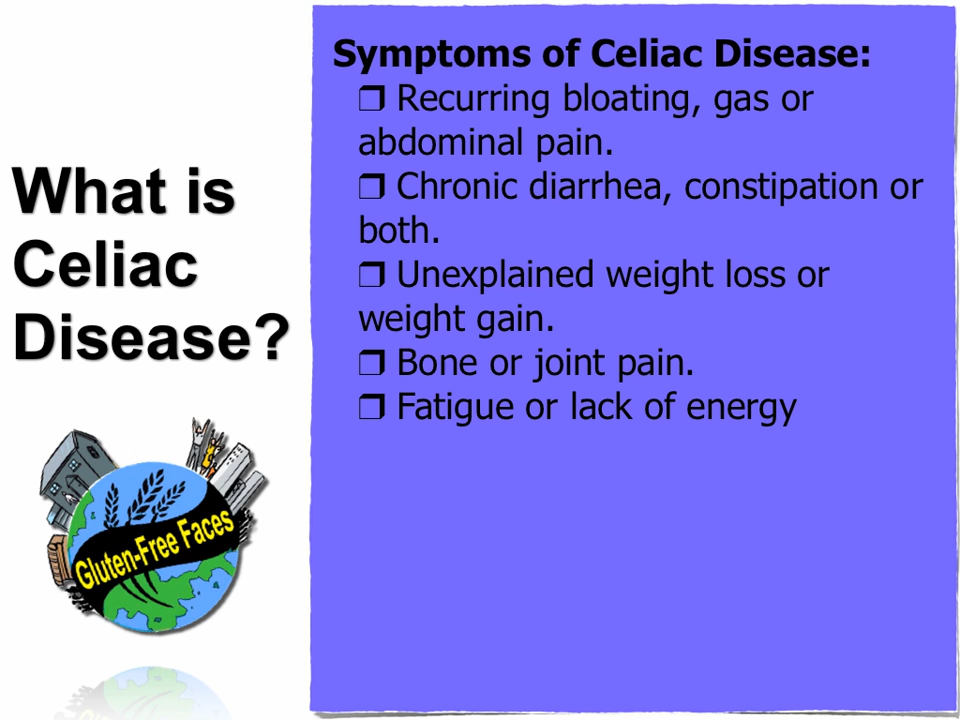 What is
Celiac
Disease?
Gluten-Free Faces
Symptoms of Celiac Disease:
❒ Recurring bloating, gas or
abdominal pain.
❒ Chronic diarrhea, constipation or
both.
❒ Unexplained weight loss or
weight gain.
❒ Bone or joint pain.
❒ Fatigue or lack of energy